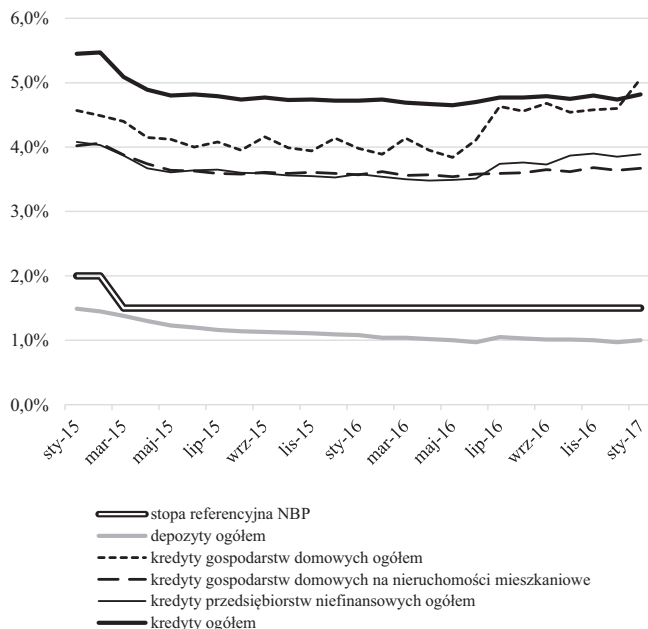 6,0%
5,0%
4,0%
3,0%
2,0%
1,0%
0,0%
sty-15
mar-15
maj-15
lip-15
wrz-15
lis-15
sty-16
mar-16
maj-16
lip-16
wrz-16
lis-16
sty-17
stopa referencyjna NBP
depozyty ogółem
kredyty gospodarstw domowych ogółem
kredyty gospodarstw domowych na nieruchomości mieszkaniowe
kredyty przedsiębiorstw niefinansowych ogółem
kredyty ogółem